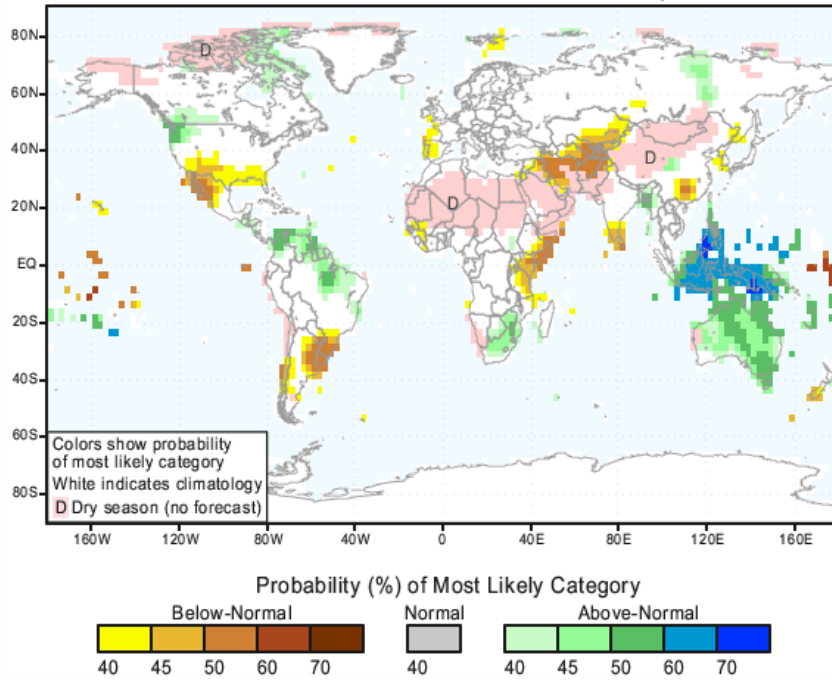 80N
60N
40N
20N
EQ
20S
40S
60S
80S
D
D
D
Colors show probability
of most likely category
White indicates climatology
D Dry season (no forecast)
160W 120W 80W 40W 0 40E 80E 120E 160E
Probability (%) of Most Likely Category
Below-Normal Normal Above-Normal
40 45 50 60 70 40 40 45 50 60 70